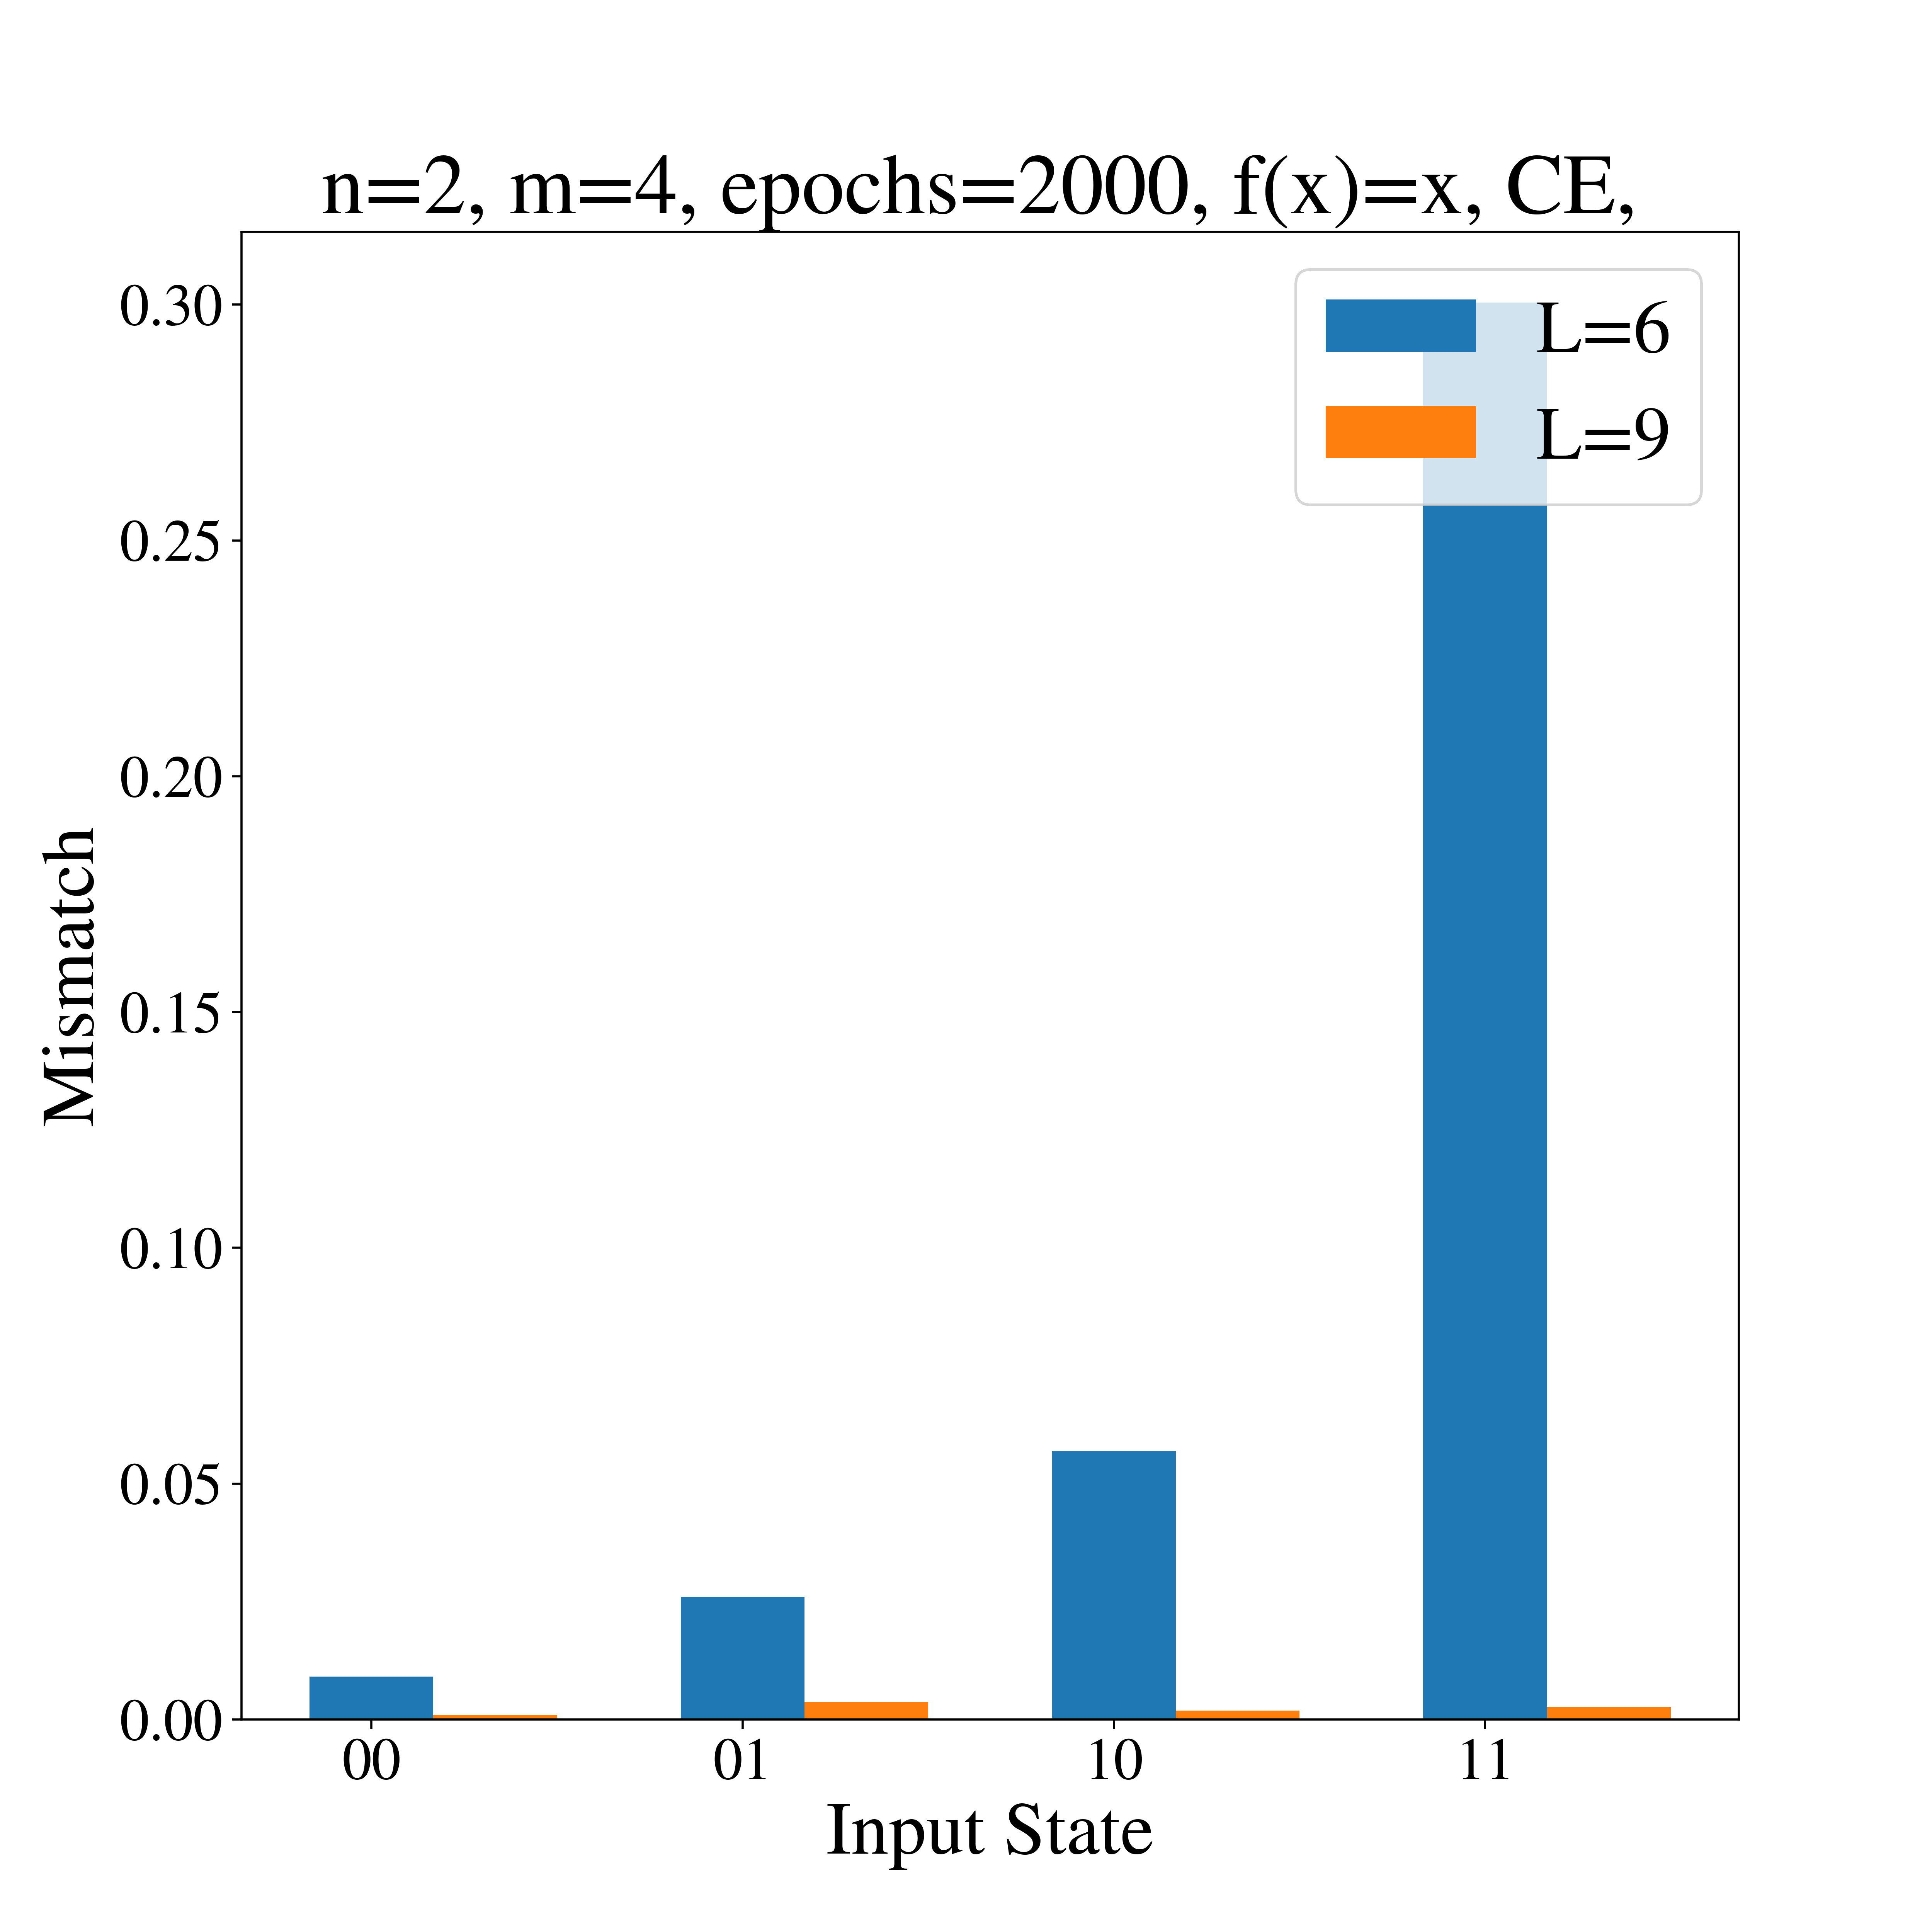 n=2, m=4, epochs=2000, f(x)=x, CE,
L=6
L=9
0.30
0.25
0.20
0.15
0.10
0.05
0.00
Mismatch
00 01 10 11
Input State